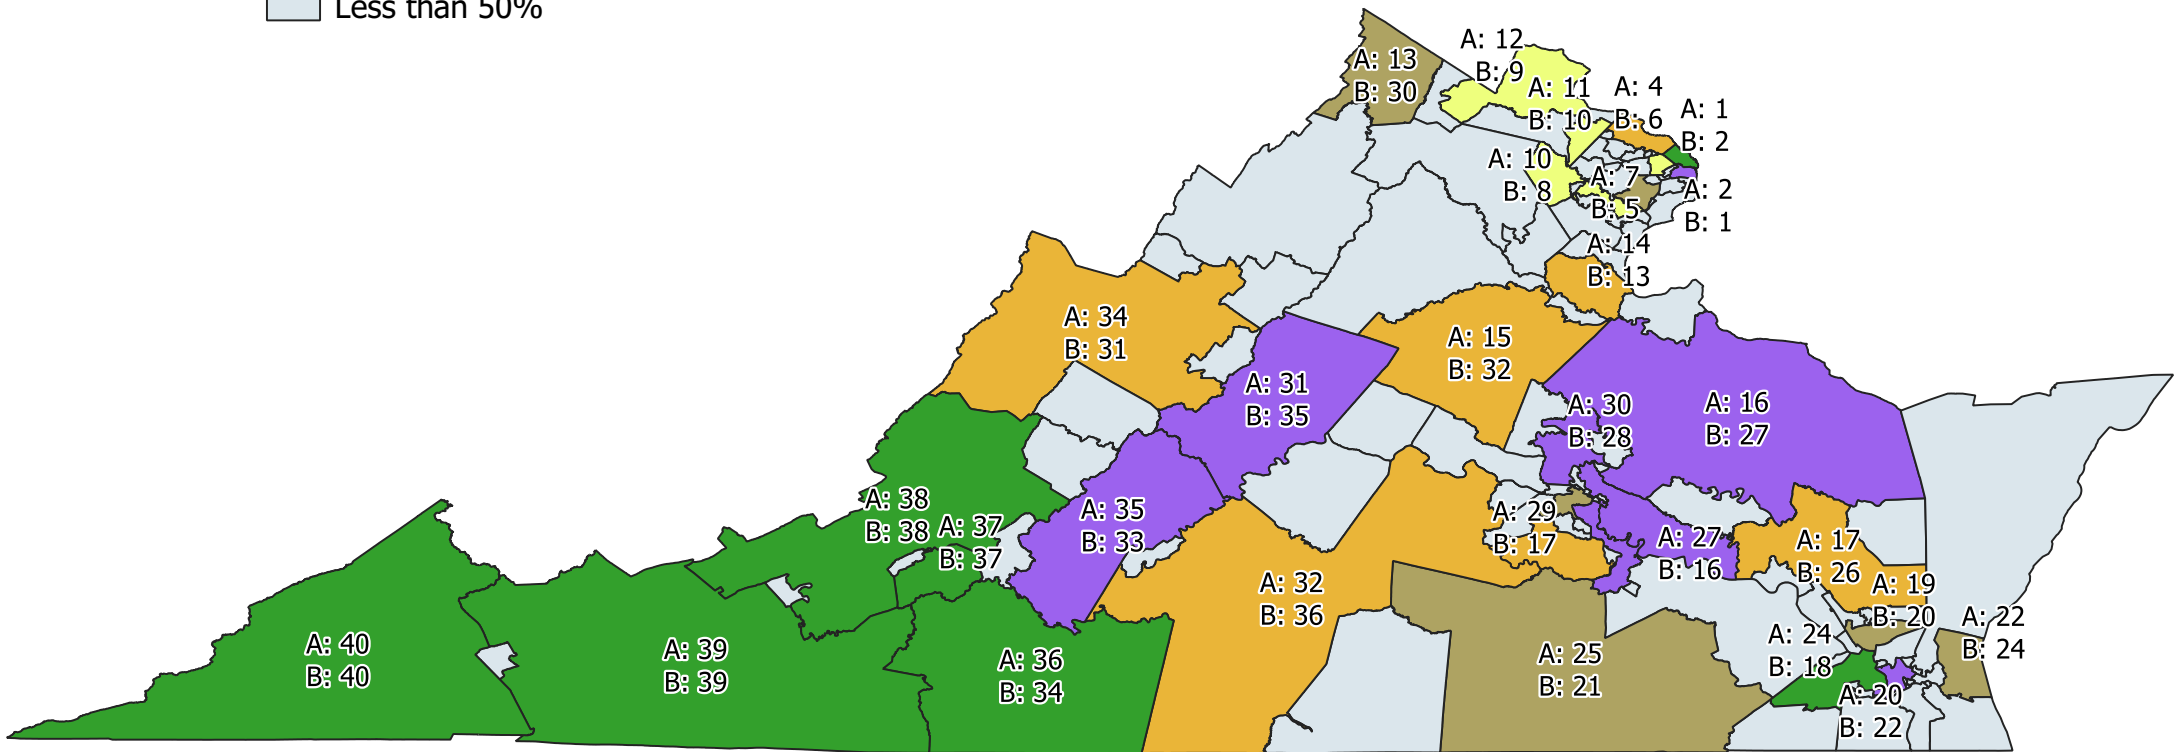 Less than 50%
A: 12
B: 9
A: 13
B: 30
A: 11
B: 10
A: 4
B: 6
A: 1
B: 2
A: 10
B: 8
A: 7
B: 5
A: 2
B: 1
A: 14
B: 13
A: 34
B: 31
A: 15
B: 32
A: 31
B: 35
A: 30
B: 28
A: 16
B: 27
A: 38
B: 38
A: 37
B: 37
A: 35
B: 33
A: 29
B: 17
A: 27
B: 16
A: 17
B: 26
A: 32
B: 36
A: 19
B: 20
A: 22
B: 24
A: 24
B: 18
A: 40
B: 40
A: 39
B: 39
A: 36
B: 34
A: 25
B: 21
A: 20
B: 22